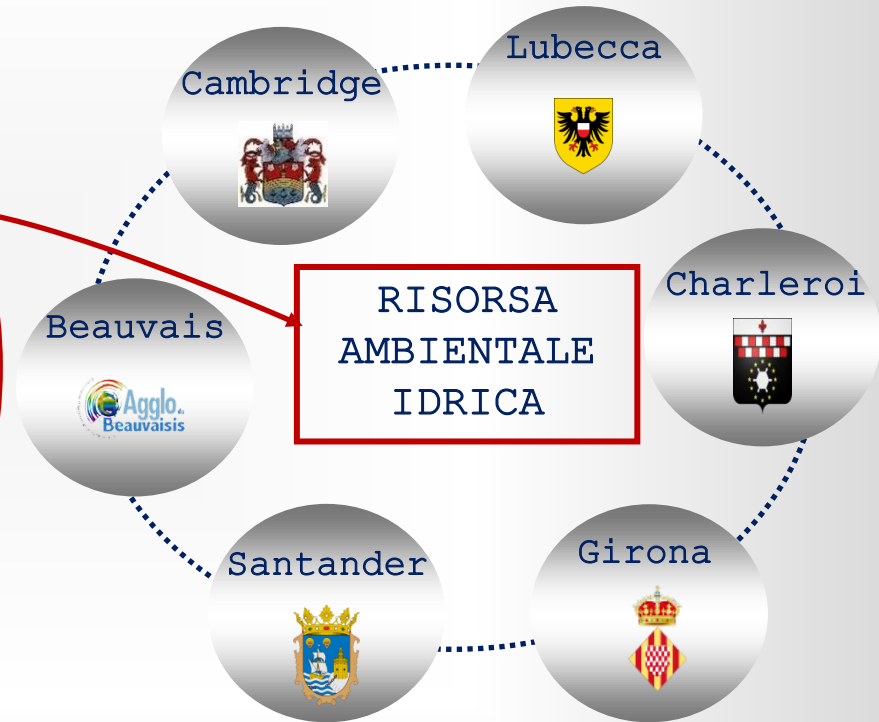 Lubecca
Cambridge
Charleroi
RISORSA
AMBIENTALE
IDRICA
Beauvais
Agglo.
Beauvaisis
Santander
Girona